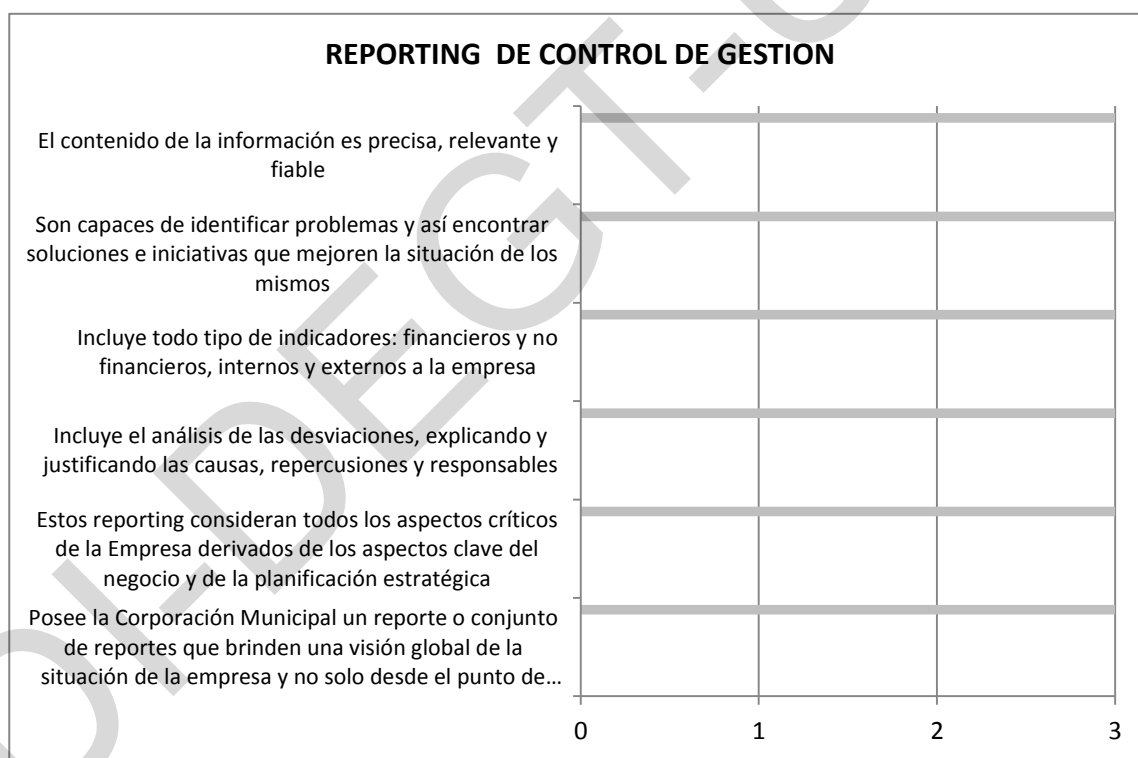 REPORTING DE CONTROL DE GESTION
El contenido de la información es precisa, relevante y
fiable
Son capaces de identificar problemas y así encontrar
soluciones e iniciativas que mejoren la situación de los
mismos
Incluye todo tipo de indicadores: financieros y no
financieros, internos y externos a la empresa
Incluye el análisis de las desviaciones, explicando y
justificando las causas, repercusiones y responsables
Estos reporting consideran todos los aspectos críticos
de la Empresa derivados de los aspectos clave del
negocio y de la planificación estratégica
Posee la Corporación Municipal un reporte o conjunto
de reportes que brinden una visión global de la
situación de la empresa y no solo desde el punto de…
0 1 2 3
DI-DEGT-